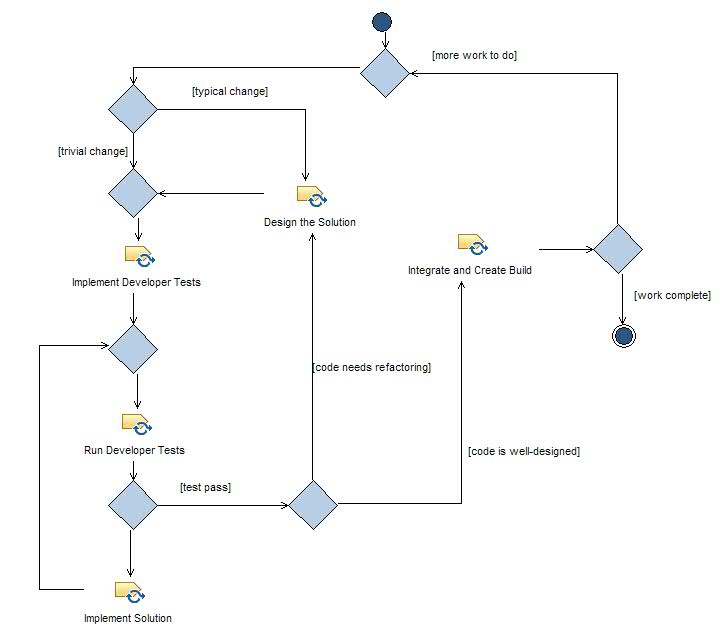 [more work to do]
[typical change]
[trivial change]
Design the Solution
Integrate and Create Build
Implement Developer Tests
[work complete]
[code needs refactoring]
Run Developer Tests
[code is well-designed]
[test pass]
Implement Solution